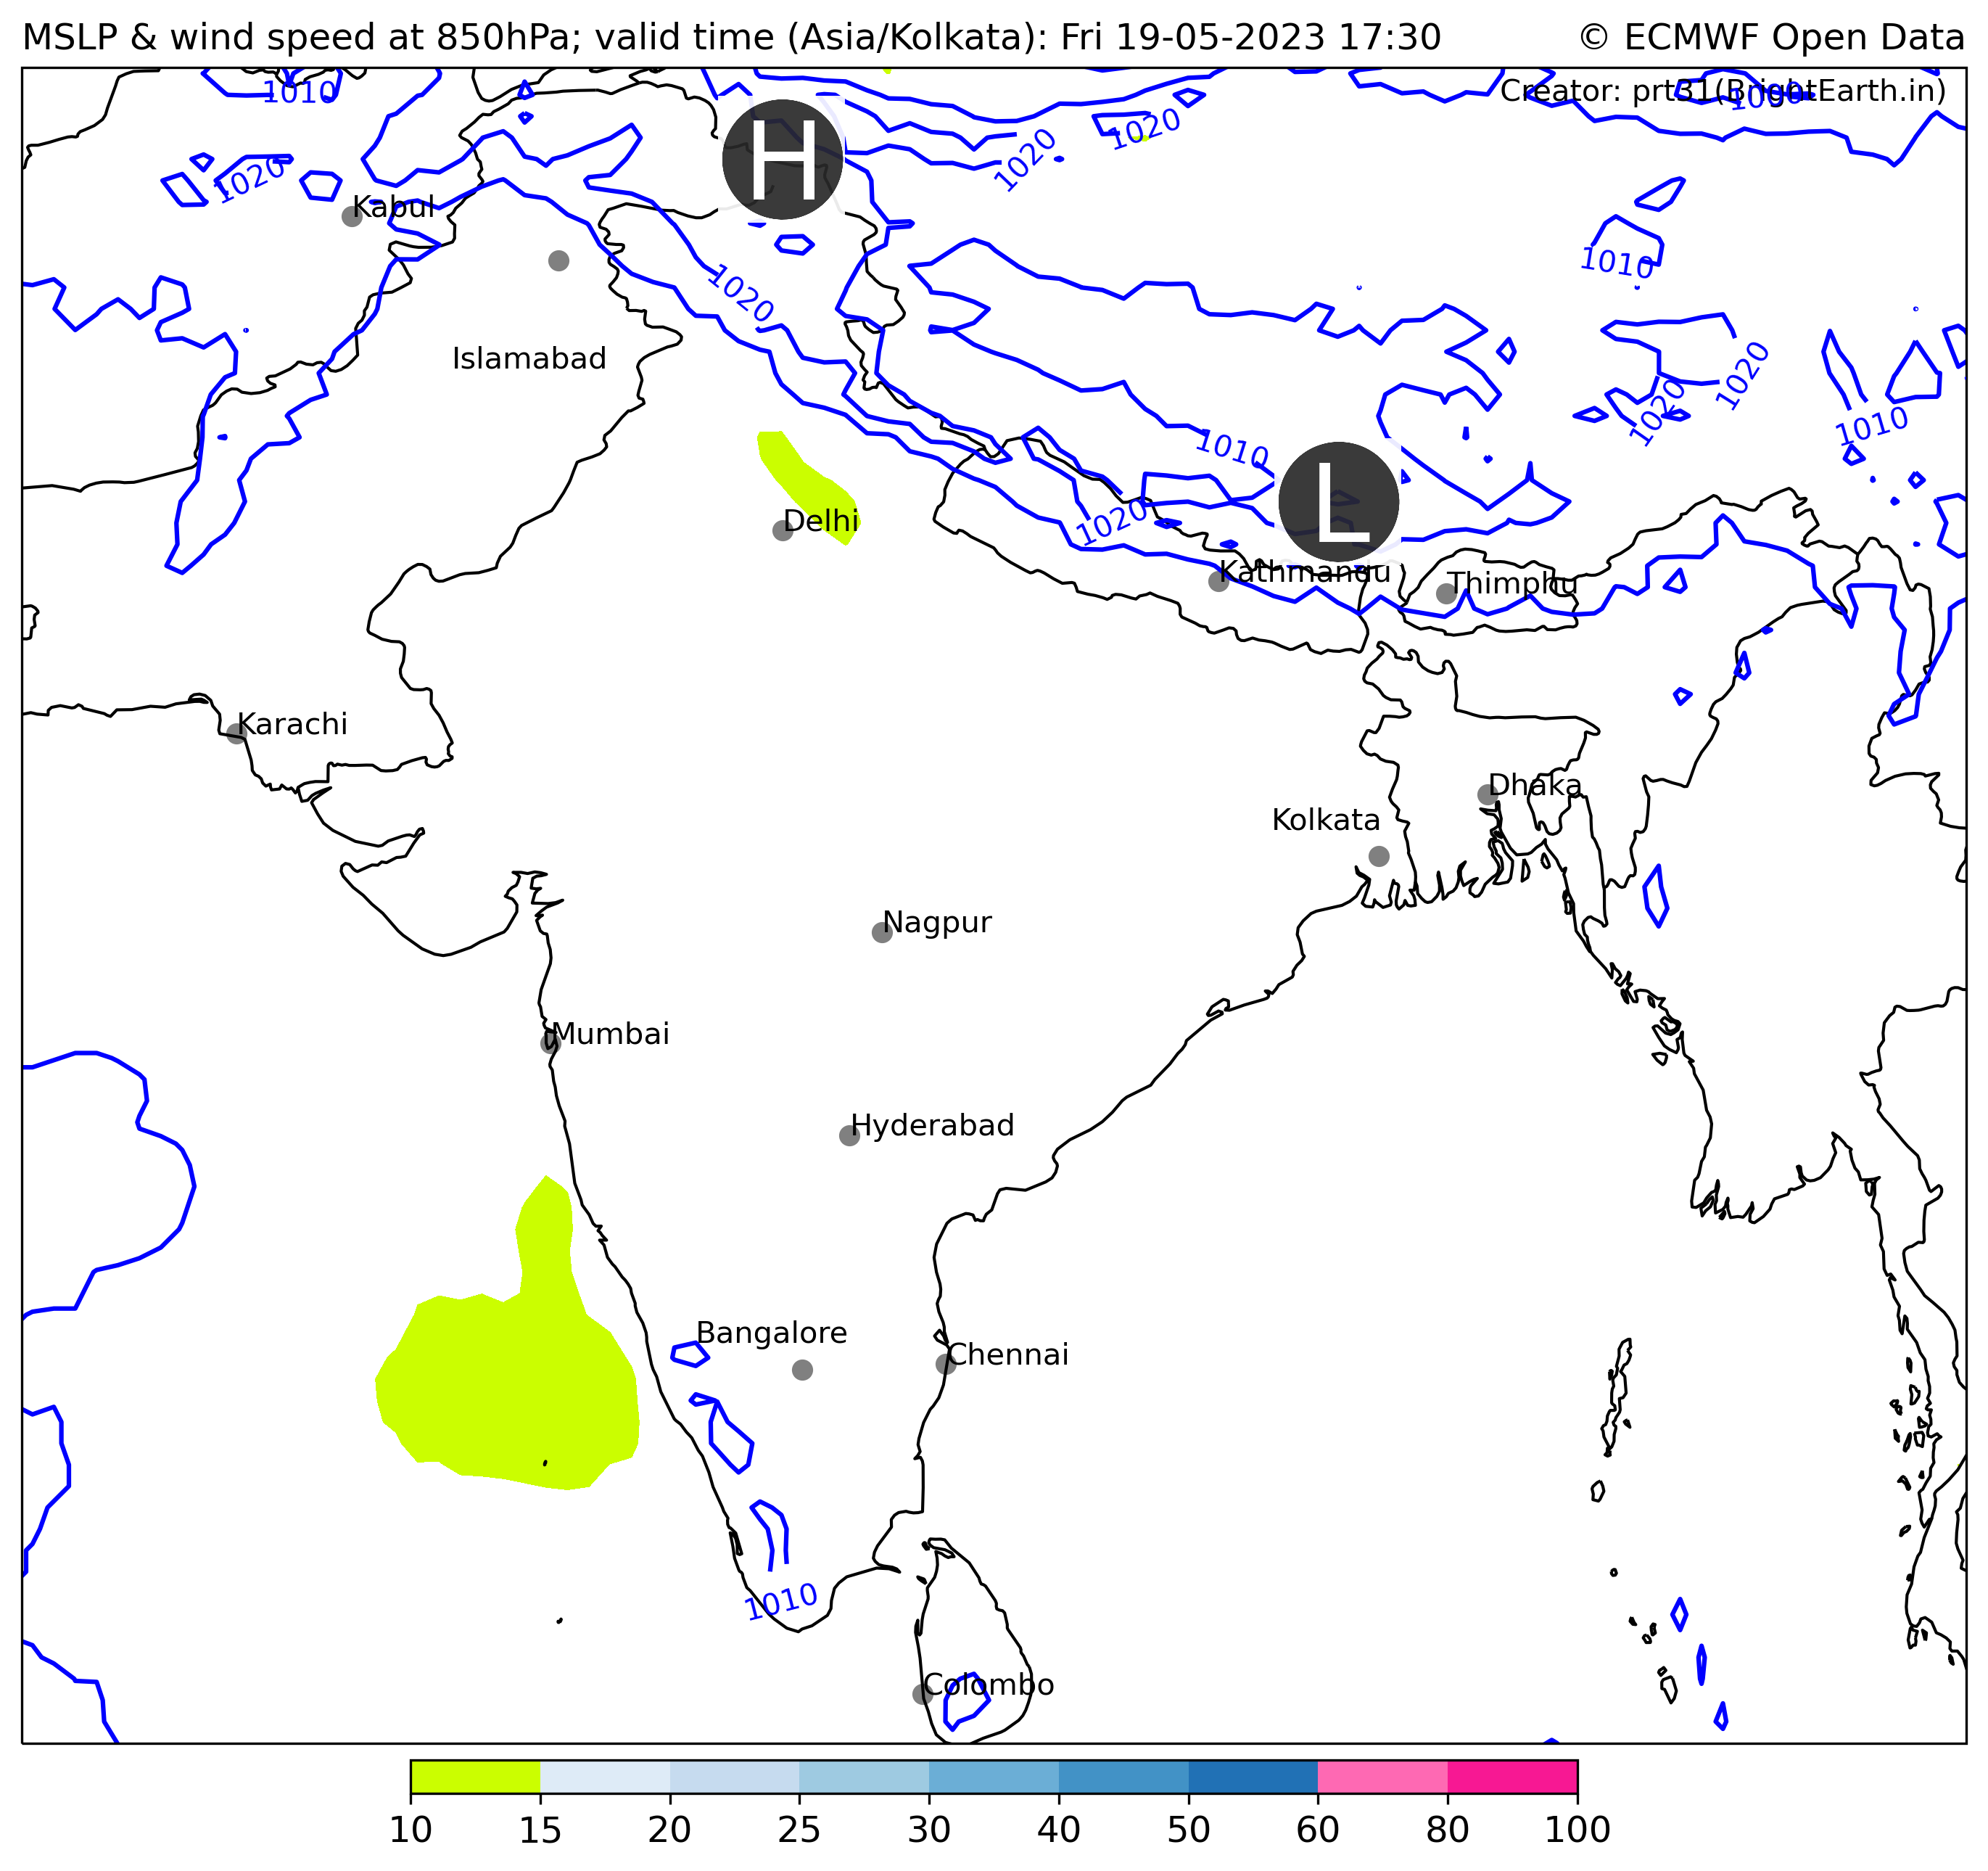 MSLP & wind speed at 850hPa; valid time (Asia/Kolkata): Fri 19-05-2023 17:30
© ECMWF Open Data
1010
Creator: prt31(BrightEarth.in)
1000
H
1020
1020
1020
Kabul
1010
1020
Islamabad
1020
1020
1010
1010
L
1020
Delhi
Kathmandu
Thimphu
Karachi
Dhaka
Kolkata
Nagpur
Mumbai
Hyderabad
Bangalore
Chennai
1010
Colombo
10 15 20 25 30 40 50 60 80 100